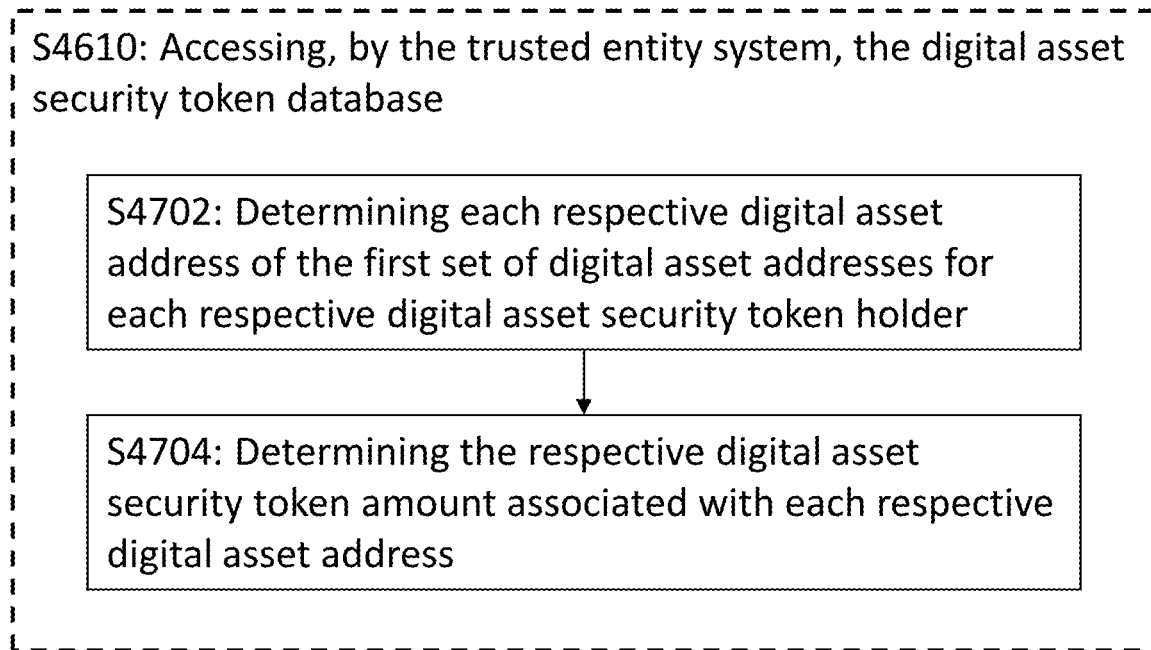 S4610: Accessing, by the trusted entity system, the digital asset
security token database
S4702: Determining each respective digital asset
address of the first set of digital asset addresses for
each respective digital asset security token holder
S4704: Determining the respective digital asset
security token amount associated with each respective
digital asset address